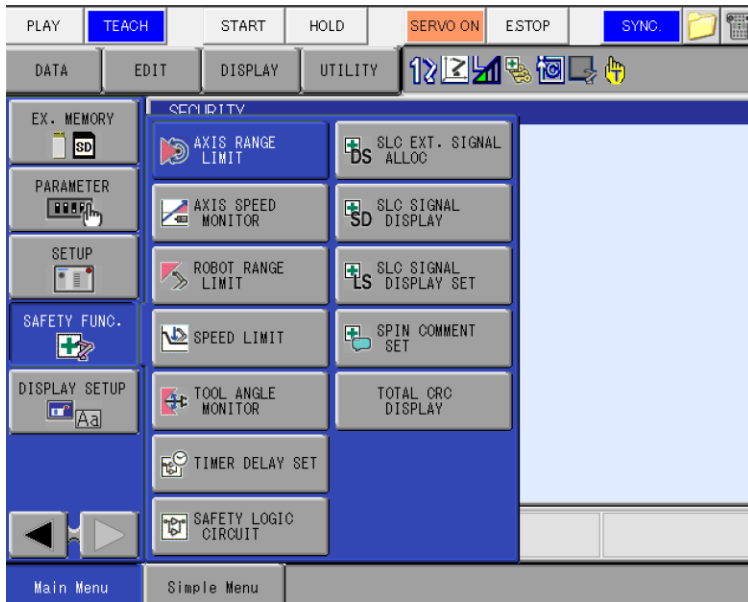 PLAY TEACH START HOLD SERVO ON E.STOP SYNC.
DATA EDIT DISPLAY UTILITY
SECURITY
EX. MEMORY
SD
PARAMETER
SETUP
SAFETY FUNC.
DISPLAY SETUP
Aa
AXIS RANGE
LIMIT
AXIS SPEED
MONITOR
ROBOT RANGE
LIMIT
SPEED LIMIT
TOOL ANGLE
MONITOR
TIMER DELAY SET
SAFETY LOGIC
CIRCUIT
DS SLC EXT. SIGNAL
ALLOC
SD SLC SIGNAL
DISPLAY
LS SLC SIGNAL
DISPLAY SET
SPIN COMMENT
SET
TOTAL CRC
DISPLAY
Main Menu Simple Menu